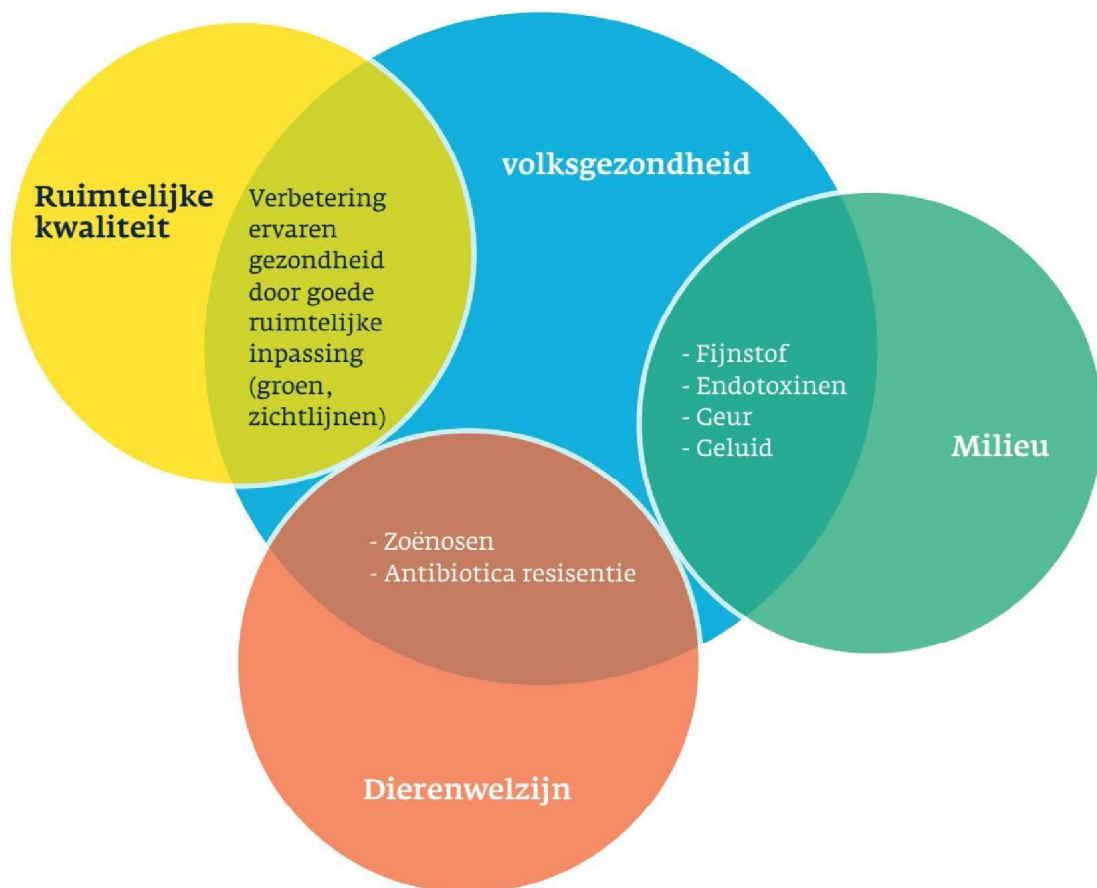 volksgezondheid
Ruimtelijke
kwaliteit
Verbetering
ervaren
gezondheid
door goede
ruimtelijke
inpassing
(groen,
zichtlijnen)
- Fijnstof
- Endotoxinen
- Geur
- Geluid
Milieu
- Zoënosen
- Antibiotica resisentie
Dierenwelzijn